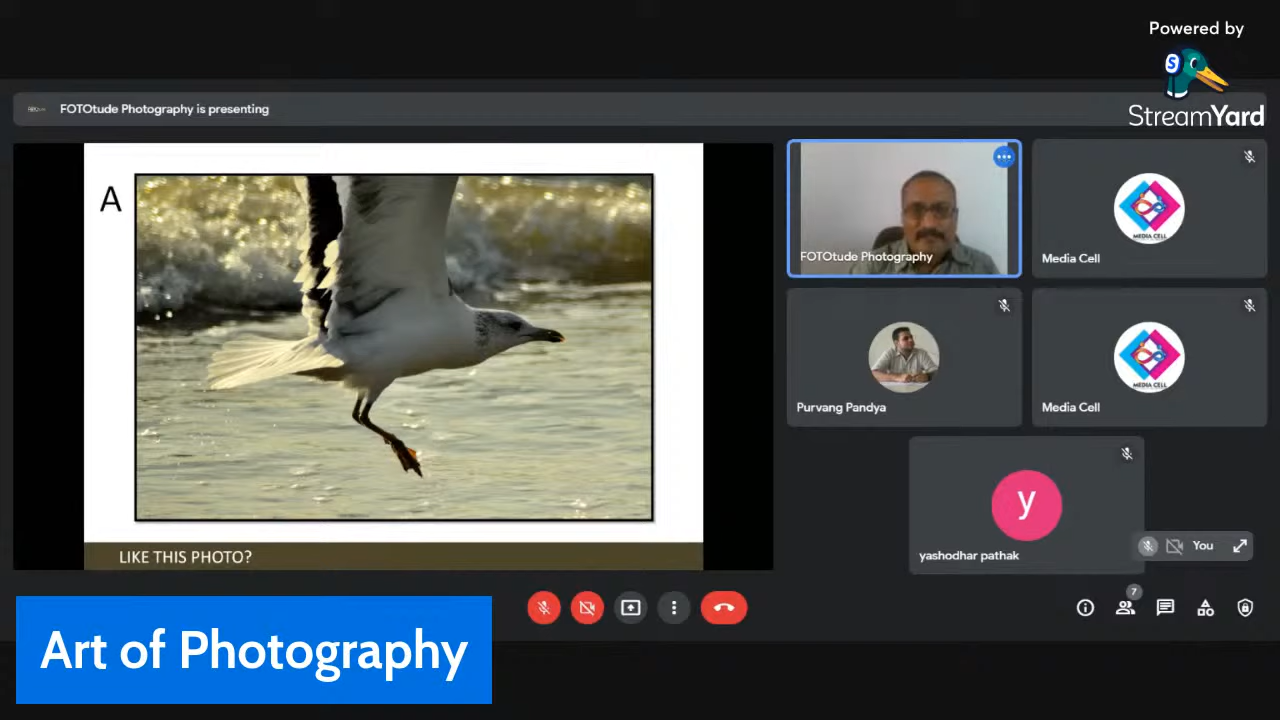 Powered by
S
StreamYard
FOTOtude Photography is presenting
A
LIKE THIS PHOTO?
FOTOtude Photography
MEDIA CELL
Media Cell
Purvang Pandya
MEDIA CELL
Media Cell
y
yashodhar pathak
You
7
Art of Photography